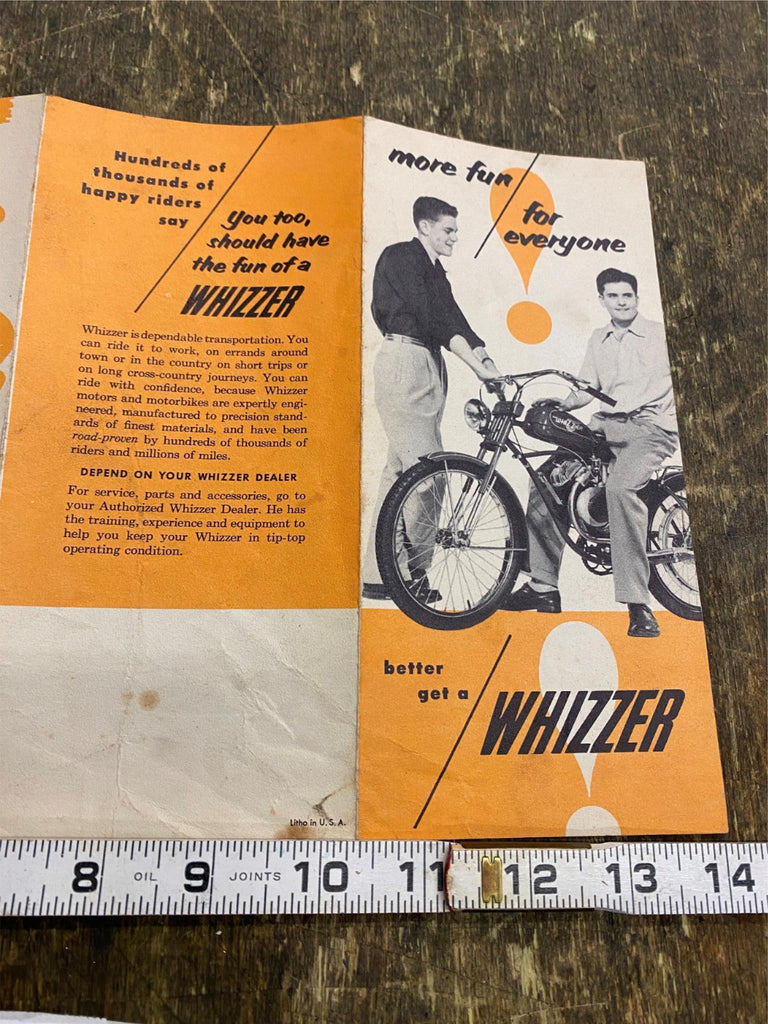 Hundreds of
thousands of
happy riders
say
You too,
should have
the fun of a
WHIZZER
Whizzer is dependable transportation. You
can ride it to work, on errands around
town or in the country on short trips or
on long cross-country journeys. You can
ride with confidence, because Whizzer
motors and motorbikes are expertly engi-
neered, manufactured to precision stand-
ards of finest materials, and have been
road-proven by hundreds of thousands of
riders and millions of miles.
DEPEND ON YOUR WHIZZER DEALER
For service, parts and accessories, go to
your Authorized Whizzer Dealer. He has
the training, experience and equipment to
help you keep your Whizzer in tip-top
operating condition.
Litho in U.S.A.
more fun
for
everyone
WHIZZER
better
get a
WHIZZER
8 OIL 9 JOINTS 10 10 11 12 13 14